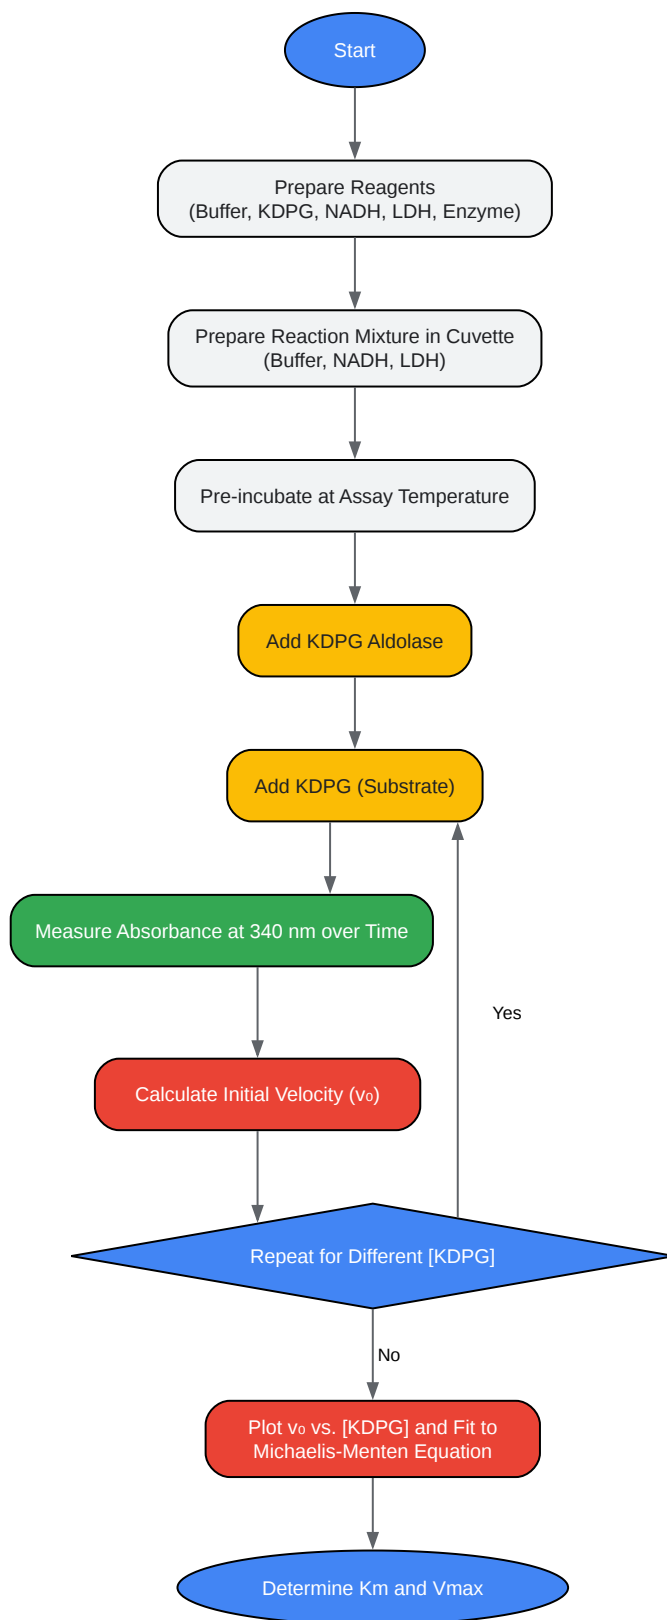 Start
Prepare Reagents
(Buffer, KDPG, NADH, LDH, Enzyme)
Prepare Reaction Mixture in Cuvette
(Buffer, NADH, LDH)
Pre-incubate at Assay Temperature
Add KDPG Aldolase
Add KDPG (Substrate)
Measure Absorbance at 340 nm over Time
Yes
Calculate Initial Velocity (v₀)
Repeat for Different [KDPG]
No
Plot v₀ vs. [KDPG] and Fit to
Michaelis-Menten Equation
Determine Km and Vmax